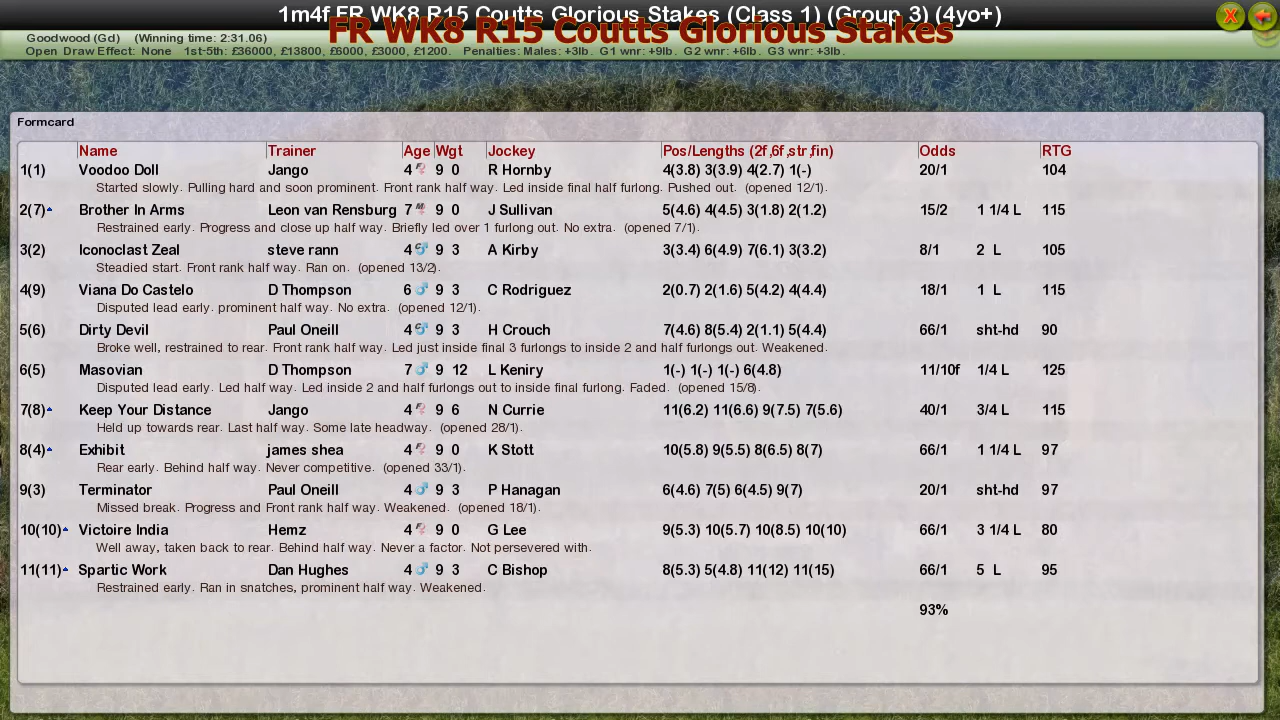 1m4f FR WK8 R15 Coutts Glorious Stakes (Class 1) (Group 3) (4yo+)
FR WK8 R15 Coutts Glorious Stakes
Goodwood (Gd) (Winning time: 2:31.06)
Open Draw Effect: None 1st-5th: £36000, £13800, £6000, £3000, £1200. Penalties: Males: +3lb. G1 wnr: +9lb. G2 wnr: +6lb. G3 wnr: +3lb.
Formcard
Name Trainer Age Wgt Jockey Pos/Lengths (2f,6f,str,fin) Odds RTG
1(1) Voodoo Doll Jango 4 9 0 R Hornby 4(3.8) 3(3.9) 4(2.7) 1(-) 20/1 104
Started slowly. Pulling hard and soon prominent. Front rank half way. Led inside final half furlong. Pushed out. (opened 12/1).
2(7) Brother In Arms Leon van Rensburg 7 9 0 J Sullivan 5(4.6) 4(4.5) 3(1.8) 2(1.2) 15/2 1 1/4 L 115
Restrained early. Progress and close up half way. Briefly led over 1 furlong out. No extra. (opened 7/1).
3(2) Iconoclast Zeal steve rann 4 9 3 A Kirby 3(3.4) 6(4.9) 7(6.1) 3(3.2) 8/1 2 L 105
Steadied start. Front rank half way. Ran on. (opened 13/2).
4(9) Viana Do Castelo D Thompson 6 9 3 C Rodriguez 2(0.7) 2(1.6) 5(4.2) 4(4.4) 18/1 1 L 115
Disputed lead early. prominent half way. No extra. (opened 12/1).
5(6) Dirty Devil Paul Oneill 4 9 3 H Crouch 7(4.6) 8(5.4) 2(1.1) 5(4.4) 66/1 sht-hd 90
Broke well, restrained to rear. Front rank half way. Led just inside final 3 furlongs to inside 2 and half furlongs out. Weakened.
6(5) Masovian D Thompson 7 9 12 L Keniry 1(-) 1(-) 1(-) 6(4.8) 11/10f 1/4 L 125
Disputed lead early. Led half way. Led inside 2 and half furlongs out to inside final furlong. Faded. (opened 15/8).
7(8) Keep Your Distance Jango 4 9 6 N Currie 11(6.2) 11(6.6) 9(7.5) 7(5.6) 40/1 3/4 L 115
Held up towards rear. Last half way. Some late headway. (opened 28/1).
8(4) Exhibit james shea 4 9 0 K Stott 10(5.8) 9(5.5) 8(6.5) 8(7) 66/1 1 1/4 L 97
Rear early. Behind half way. Never competitive. (opened 33/1).
9(3) Terminator Paul Oneill 4 9 3 P Hanagan 6(4.6) 7(5) 6(4.5) 9(7) 20/1 sht-hd 97
Missed break. Progress and Front rank half way. Weakened. (opened 18/1).
10(10) Victoire India Hemz 4 9 0 G Lee 9(5.3) 10(5.7) 10(8.5) 10(10) 66/1 3 1/4 L 80
Well away, taken back to rear. Behind half way. Never a factor. Not persevered with.
11(11) Spartic Work Dan Hughes 4 9 3 C Bishop 8(5.3) 5(4.8) 11(12) 11(15) 66/1 5 L 95
Restrained early. Ran in snatches, prominent half way. Weakened.
93%